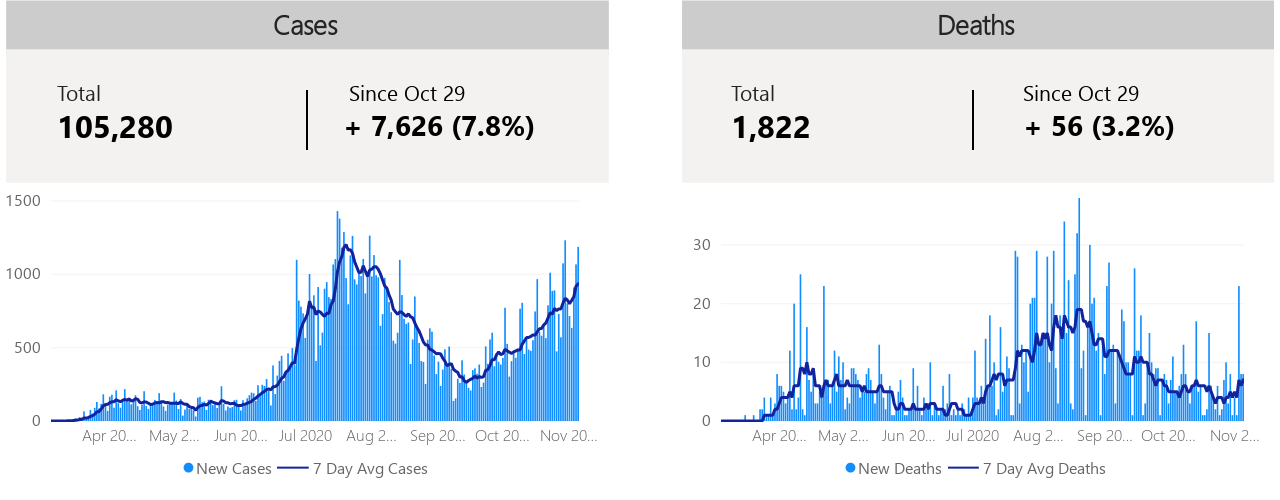 Cases
Total
105,280
Since Oct 29
+ 7,626 (7.8%)
1500
1000
500
0
Apr 20... May 2... Jun 20... Jul 2020 Aug 2... Sep 20... Oct 20... Nov 20...
New Cases 7 Day Avg Cases
Deaths
Total
1,822
Since Oct 29
+ 56 (3.2%)
30
20
10
0
Apr 20... May 2... Jun 20... Jul 2020 Aug 2... Sep 20... Oct 20... Nov 2...
New Deaths 7 Day Avg Deaths